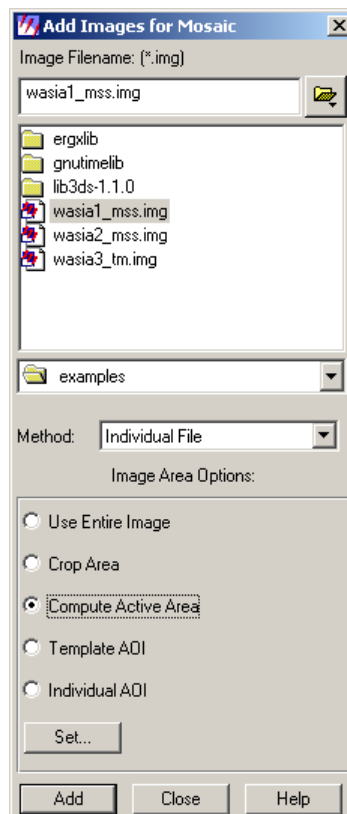 Add Images for Mosaic
Image Filename: (*.img)
wasia1_mss.img
ergxlib
gnutimelib
lib3ds-1.1.0
wasia1_mss.img
wasia2_mss.img
wasia3_tm.img
examples
Method: Individual File
Image Area Options:
Use Entire Image
Crop Area
Compute Active Area
Template AOI
Individual AOI
Set...
Add Close Help